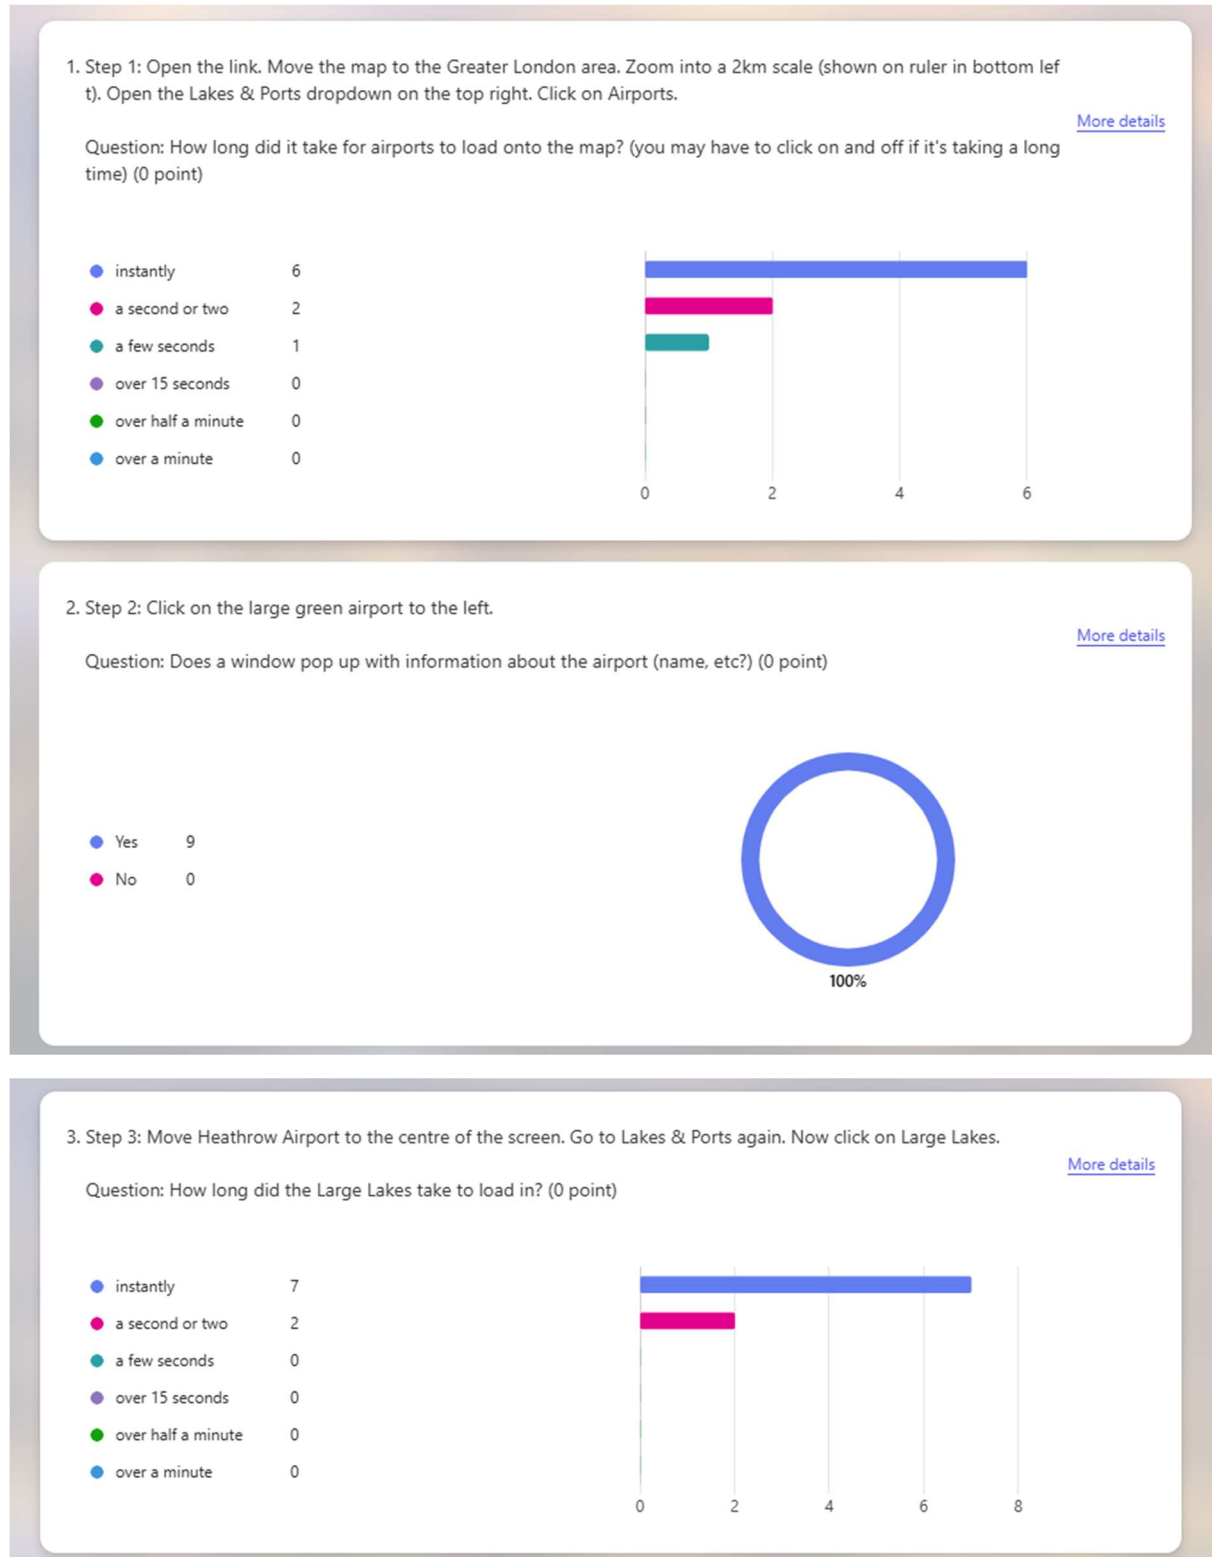 1. Step 1: Open the link. Move the map to the Greater London area. Zoom into a 2km scale (shown on ruler in bottom lef
t). Open the Lakes & Ports dropdown on the top right. Click on Airports.
More details
Question: How long did it take for airports to load onto the map? (you may have to click on and off if it's taking a long
time) (0 point)
instantly 6
a second or two 2
a few seconds 1
over 15 seconds 0
over half a minute 0
over a minute 0
0 2 4 6
2. Step 2: Click on the large green airport to the left.
More details
Question: Does a window pop up with information about the airport (name, etc?) (0 point)
Yes 9
No 0
100%
3. Step 3: Move Heathrow Airport to the centre of the screen. Go to Lakes & Ports again. Now click on Large Lakes.
More details
Question: How long did the Large Lakes take to load in? (0 point)
instantly 7
a second or two 2
a few seconds 0
over 15 seconds 0
over half a minute 0
over a minute 0
0 2 4 6 8